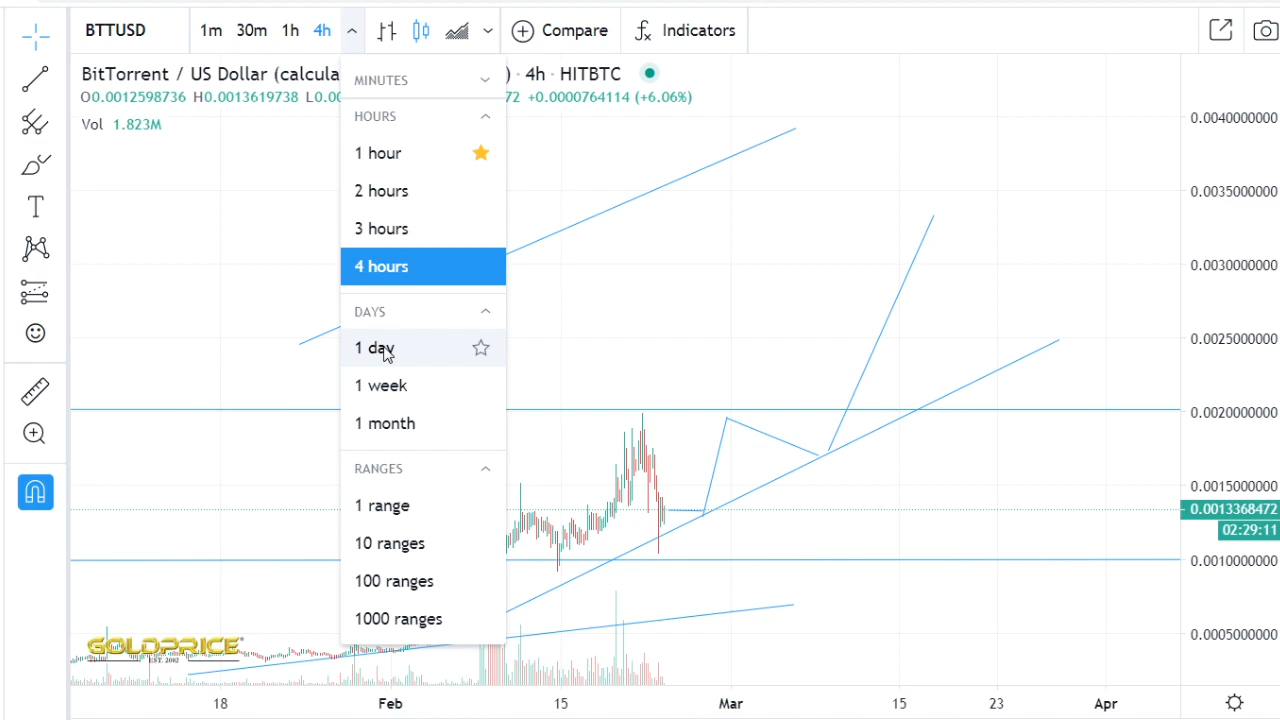 BTTUSD 1m 30m 1h 4h Compare Indicators
BitTorrent / US Dollar (calcula ) · 4h · HITBTC
O0.0012598736 H0.0013619738 L0.00 72 +0.0000764114 (+6.06%)
Vol 1.823M
MINUTES
HOURS
1 hour
2 hours
3 hours
4 hours
DAYS
1 day
1 week
1 month
RANGES
1 range
10 ranges
100 ranges
1000 ranges
0.0040000000
0.0035000000
0.0030000000
0.0025000000
0.0020000000
0.0015000000
0.0013368472
02:29:11
0.0010000000
0.0005000000
GOLDPRICE
EST. 2002
18 Feb 15 Mar 15 23 Apr